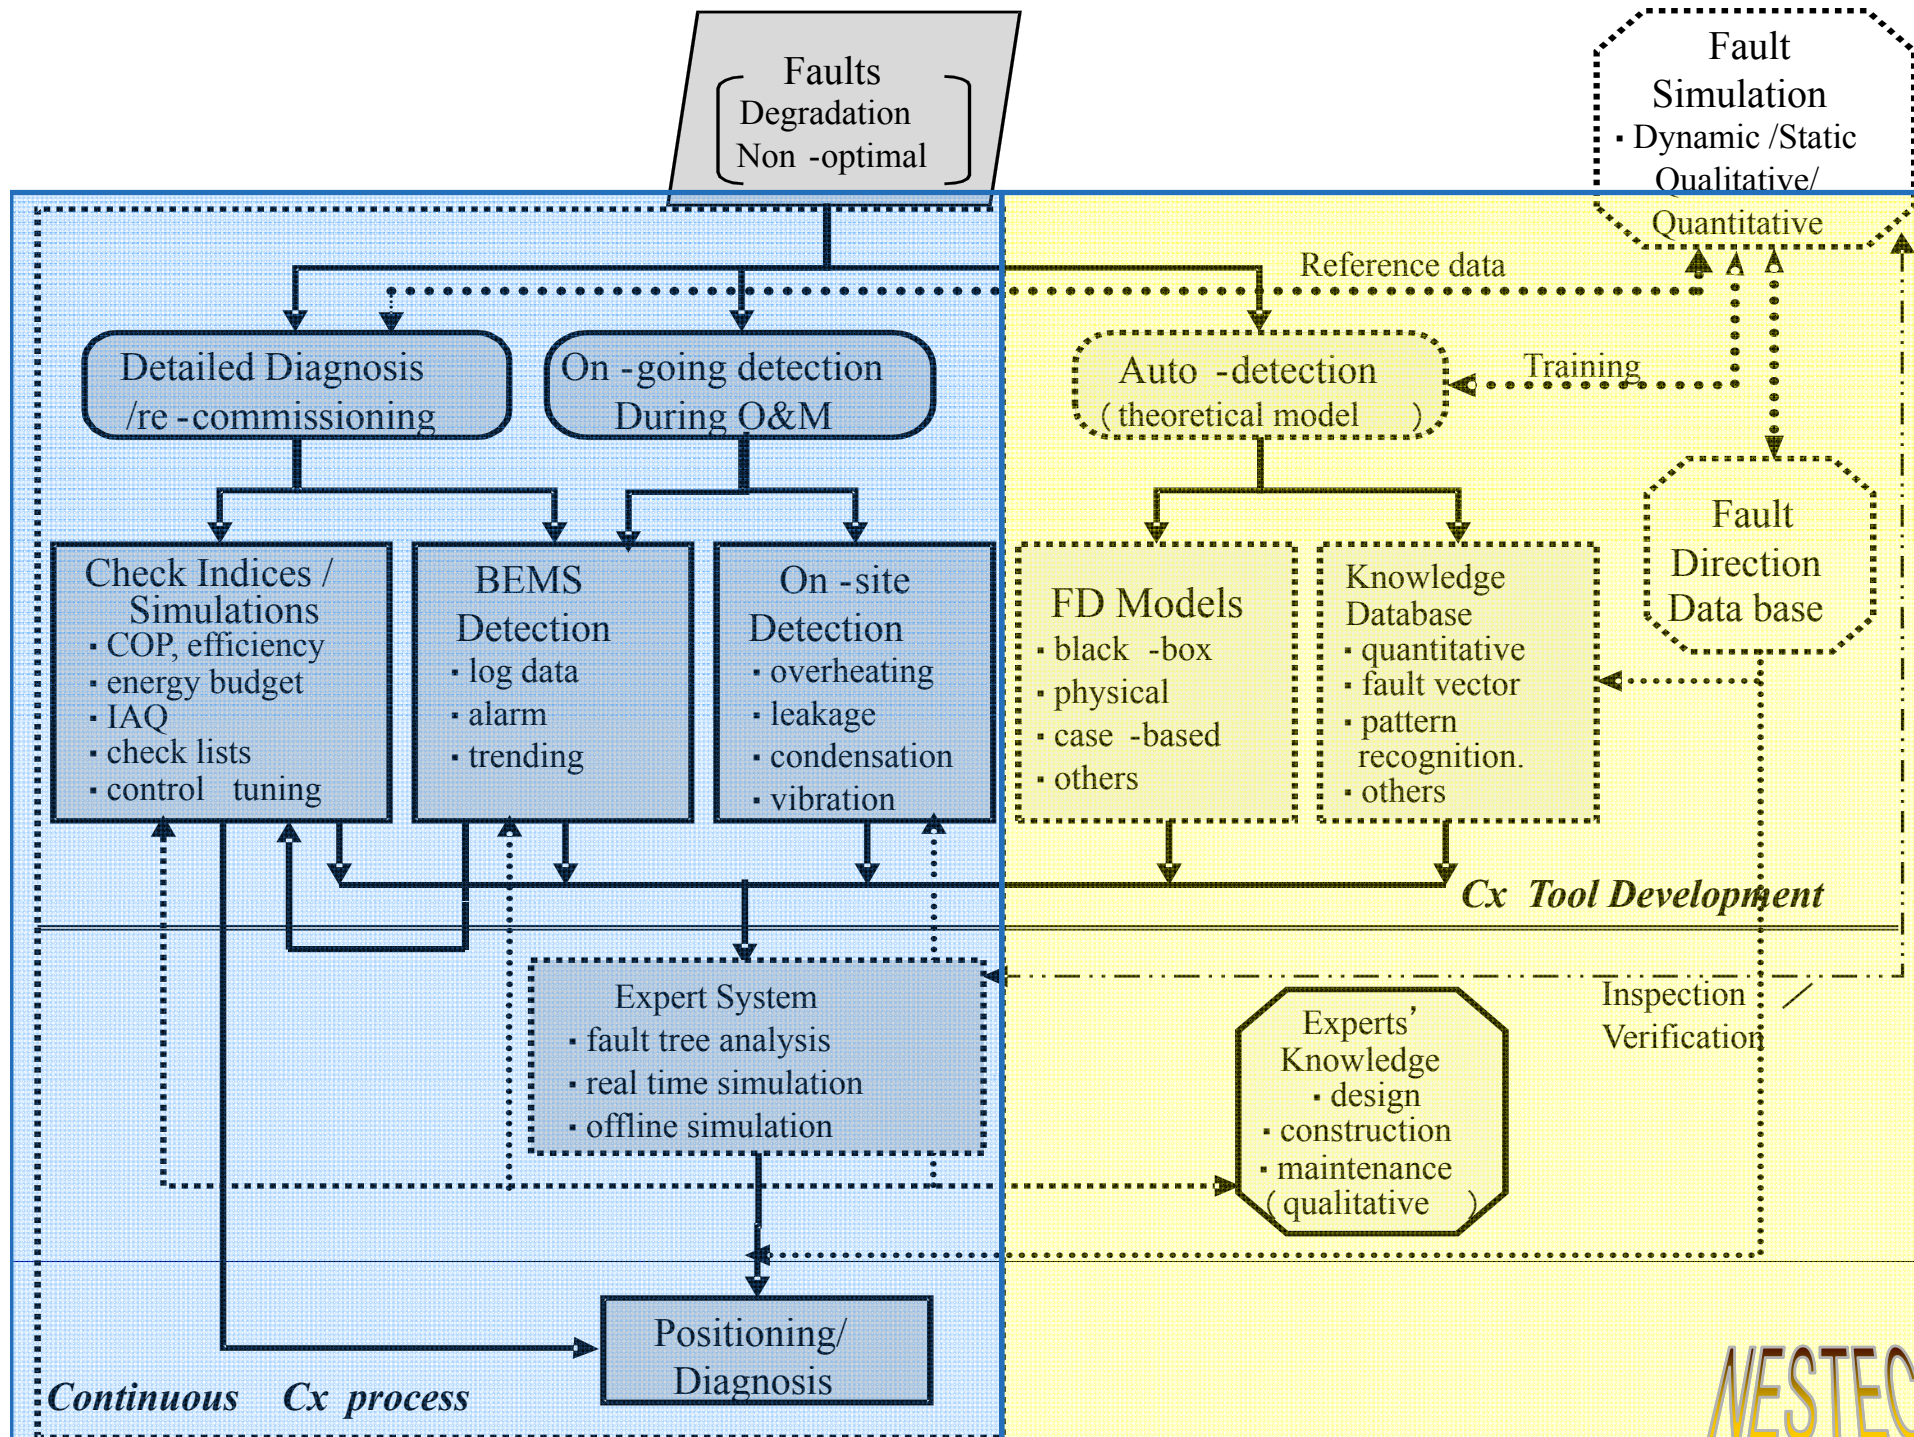 Faults
Degradation
Non -optimal
Fault
Simulation
▪ Dynamic /Static
Qualitative/
Quantitative
Reference data
Detailed Diagnosis
/re -commissioning
On -going detection
During O&M
Auto -detection
(theoretical model )
Training
Check Indices /
Simulations
▪ COP, efficiency
▪ energy budget
▪ IAQ
▪ check lists
▪ control tuning
BEMS
Detection
▪ log data
▪ alarm
▪ trending
On -site
Detection
▪ overheating
▪ leakage
▪ condensation
▪ vibration
FD Models
▪ black -box
▪ physical
▪ case -based
▪ others
Knowledge
Database
▪ quantitative
▪ fault vector
▪ pattern
recognition.
▪ others
Fault
Direction
Data base
Cx Tool Development
Expert System
▪ fault tree analysis
▪ real time simulation
▪ offline simulation
Experts’
Knowledge
▪ design
▪ construction
▪ maintenance
(qualitative )
Inspection /
Verification
Positioning/
Diagnosis
Continuous Cx process
NESTEC